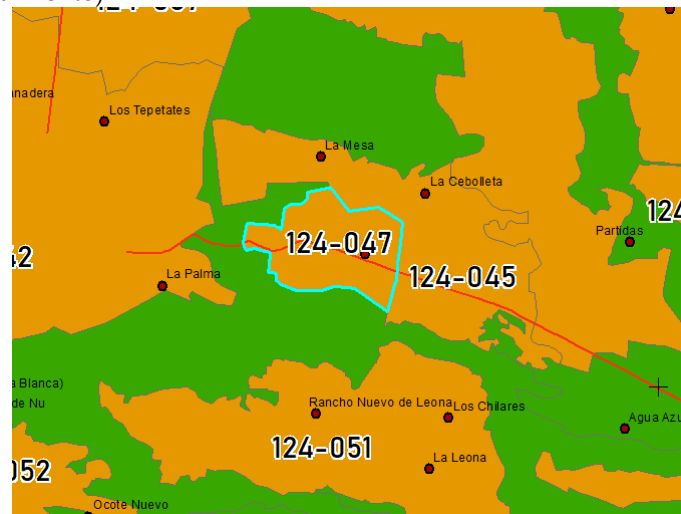 Los Tepetates
La Mesa
La Cebolleta
124-047
Partidas
La Palma
124-045
Rancho Nuevo de Leona
Los Chilares
124-051
La Leona
Ocote Nuevo